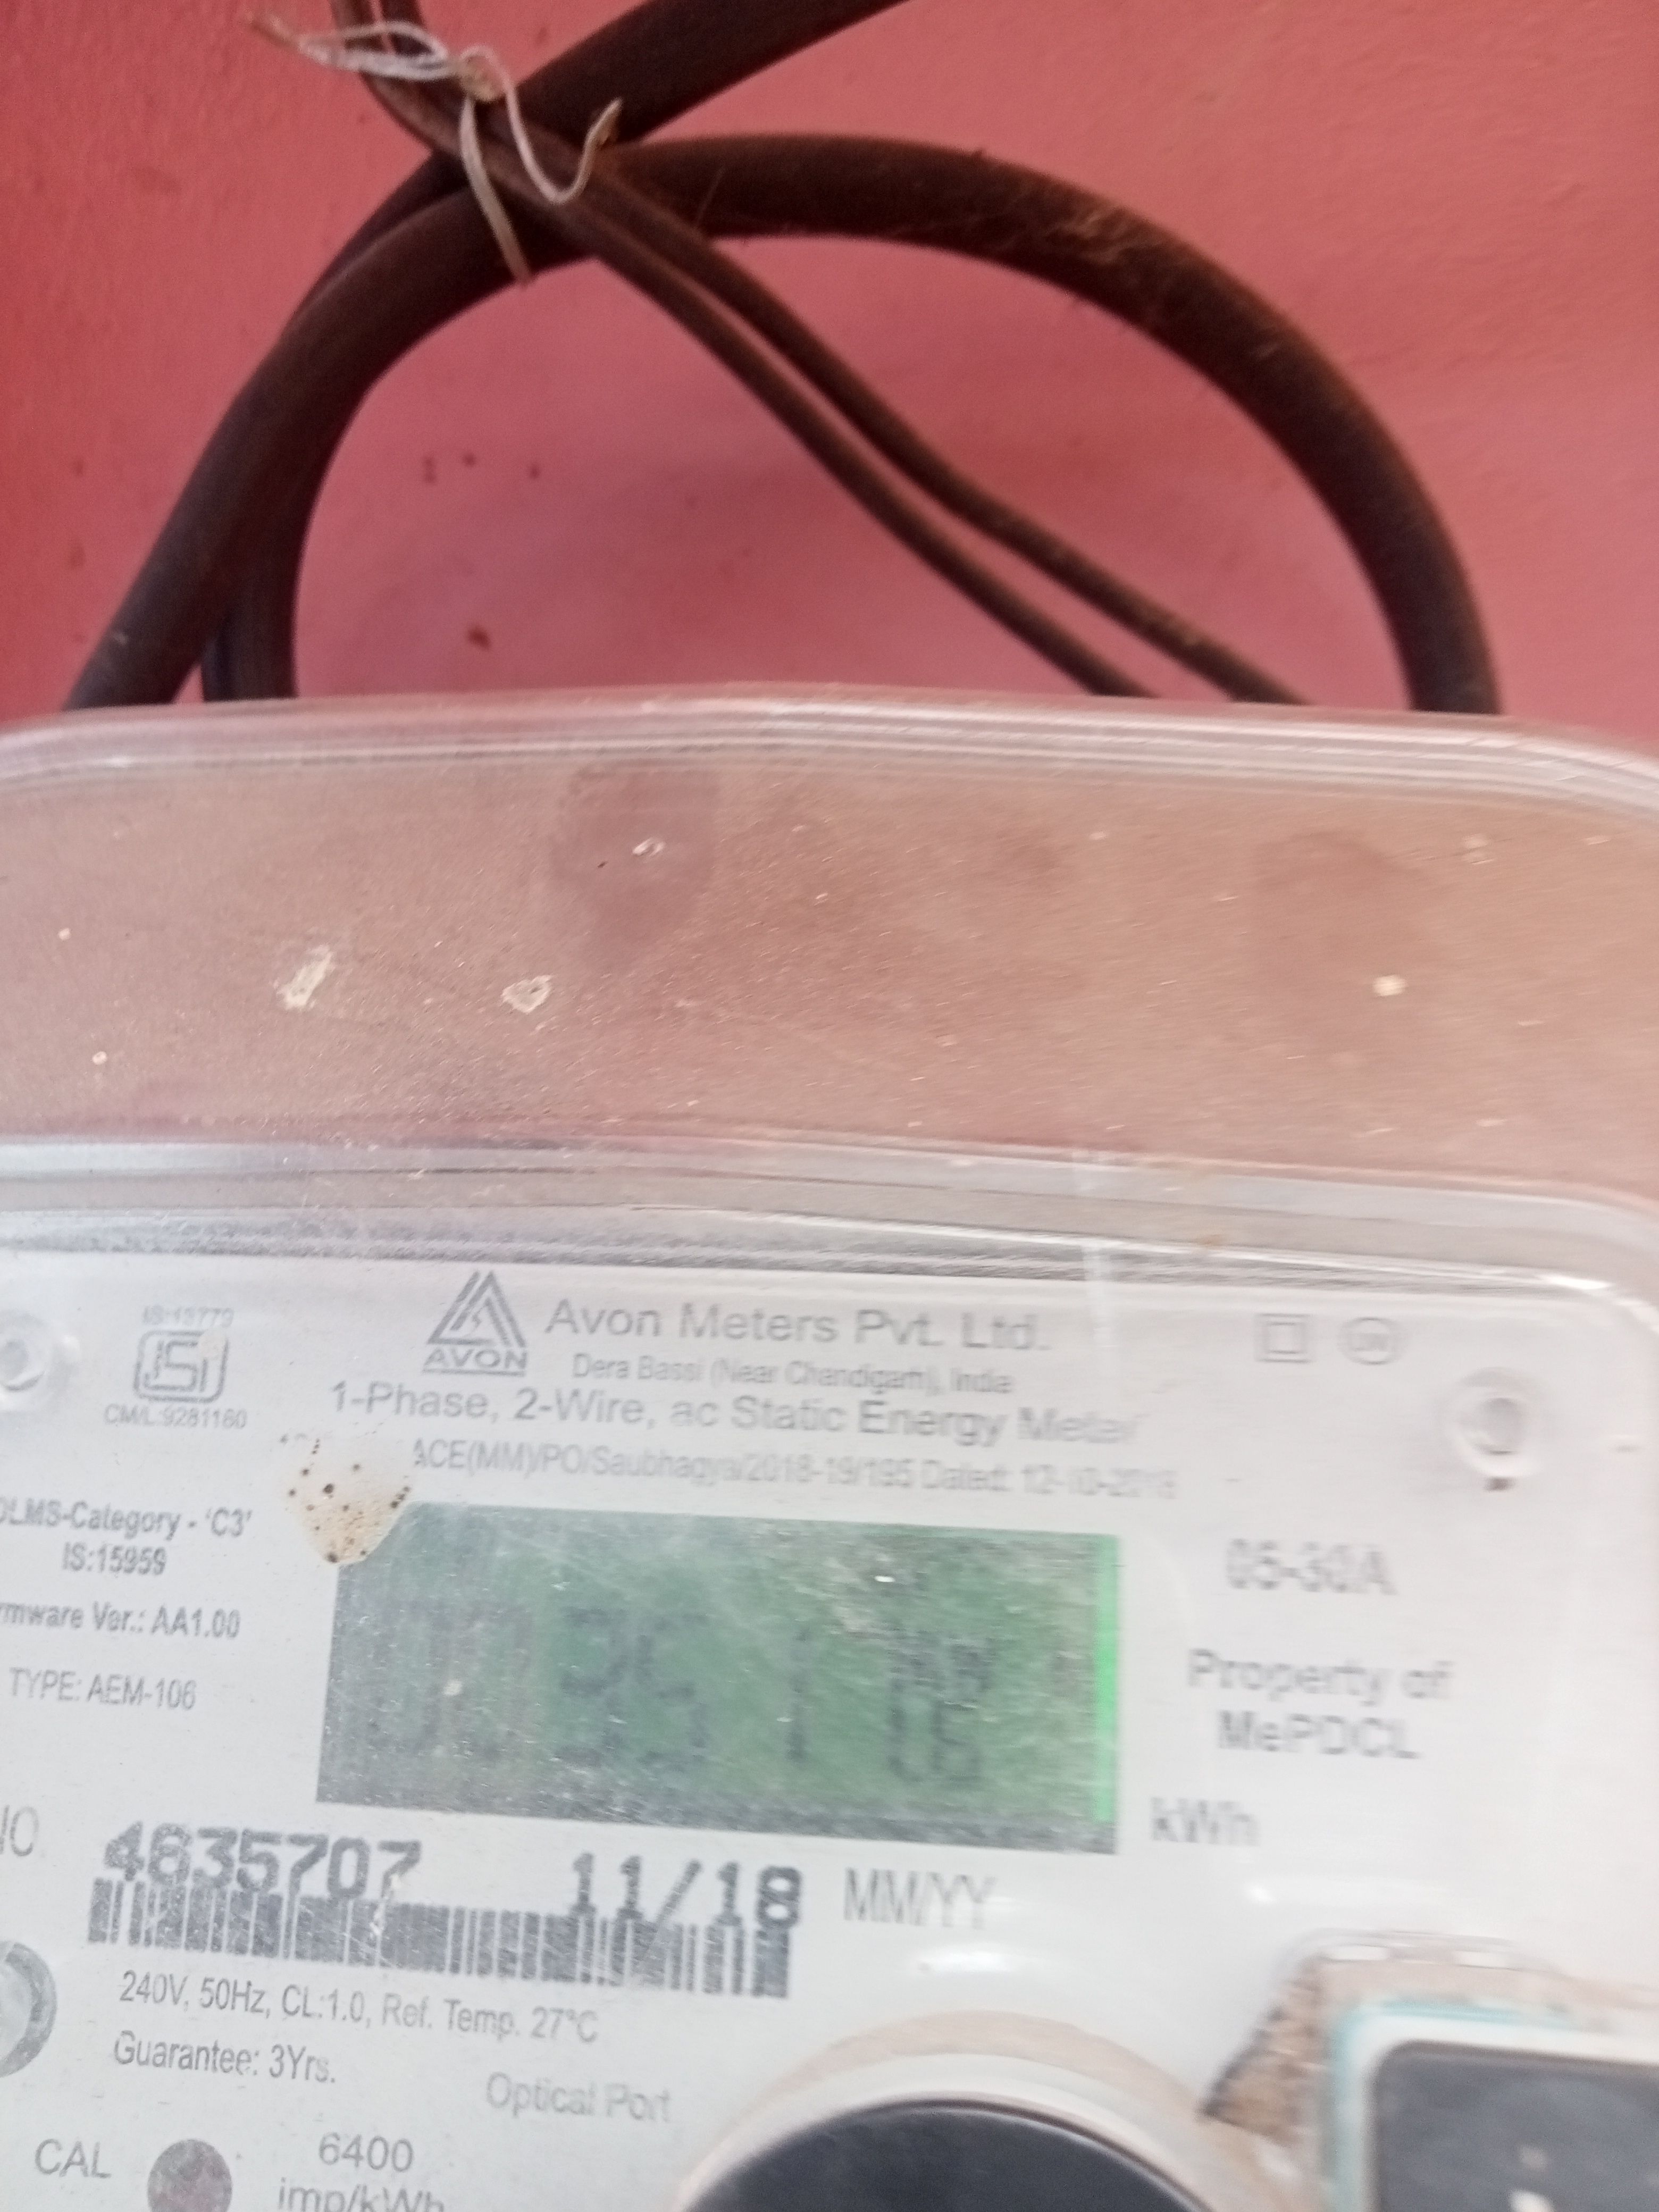 IS:13779
CM/L:9281160
AVON
Avon Meters Pvt. Ltd.
Dera Bassi (Near Chandigarh), India
1-Phase, 2-Wire, ac Static Energy Meter
ACE(MM)/PO/Saubhagya/2018-19/195 Dated: 12-10-2018
DLMS-Category - 'C3'
IS:15959
rmware Ver.: AA1.00
TYPE: AEM-106
05-30A
Property of
MePDCL
kWh
4635707 11/18 MM/YY
240V, 50Hz, CL:1.0, Ref. Temp. 27°C
Guarantee: 3Yrs.
Optical Port
CAL
6400
imp/kWh